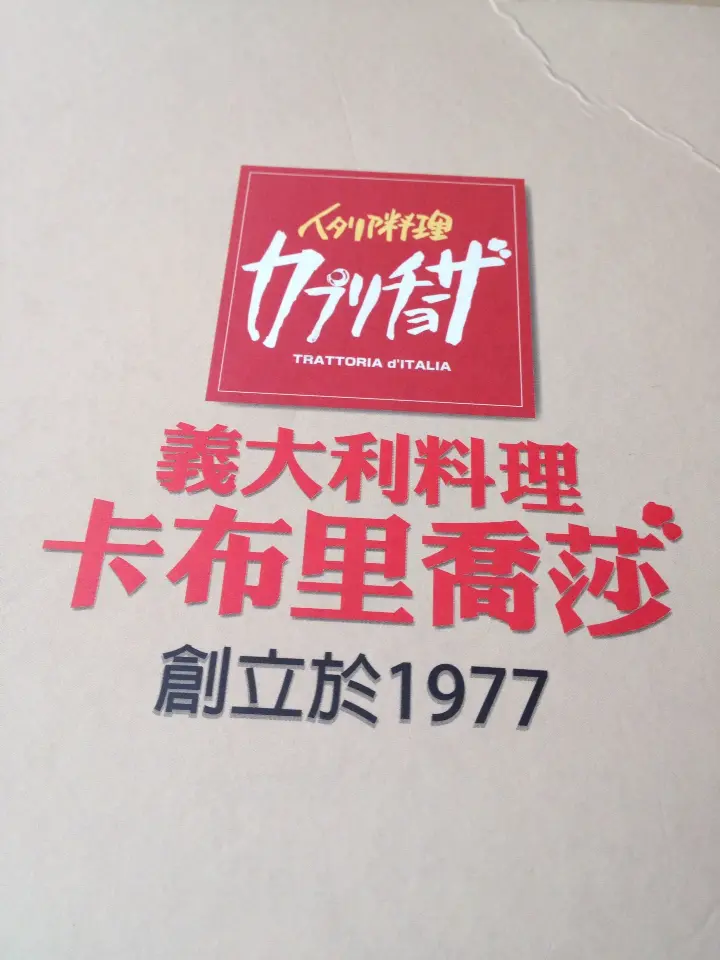 イタリア料理
カプリチョーザ
TRATTORIA d'ITALIA
義大利料理
卡布里喬莎
創立於1977